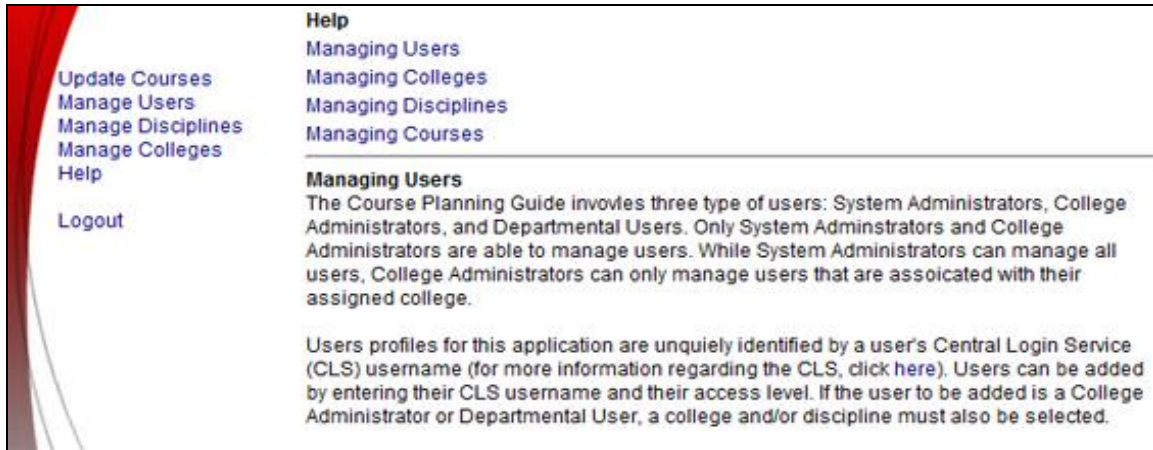 Update Courses
Manage Users
Manage Disciplines
Manage Colleges
Help
Logout
Help
Managing Users
Managing Colleges
Managing Disciplines
Managing Courses
Managing Users
The Course Planning Guide invovles three type of users: System Administrators, College
Administrators, and Departmental Users. Only System Adminstrators and College
Administrators are able to manage users. While System Administrators can manage all
users, College Administrators can only manage users that are assoicated with their
assigned college.
Users profiles for this application are unquiely identified by a user's Central Login Service
(CLS) username (for more information regarding the CLS, click here). Users can be added
by entering their CLS username and their access level. If the user to be added is a College
Administrator or Departmental User, a college and/or discipline must also be selected.